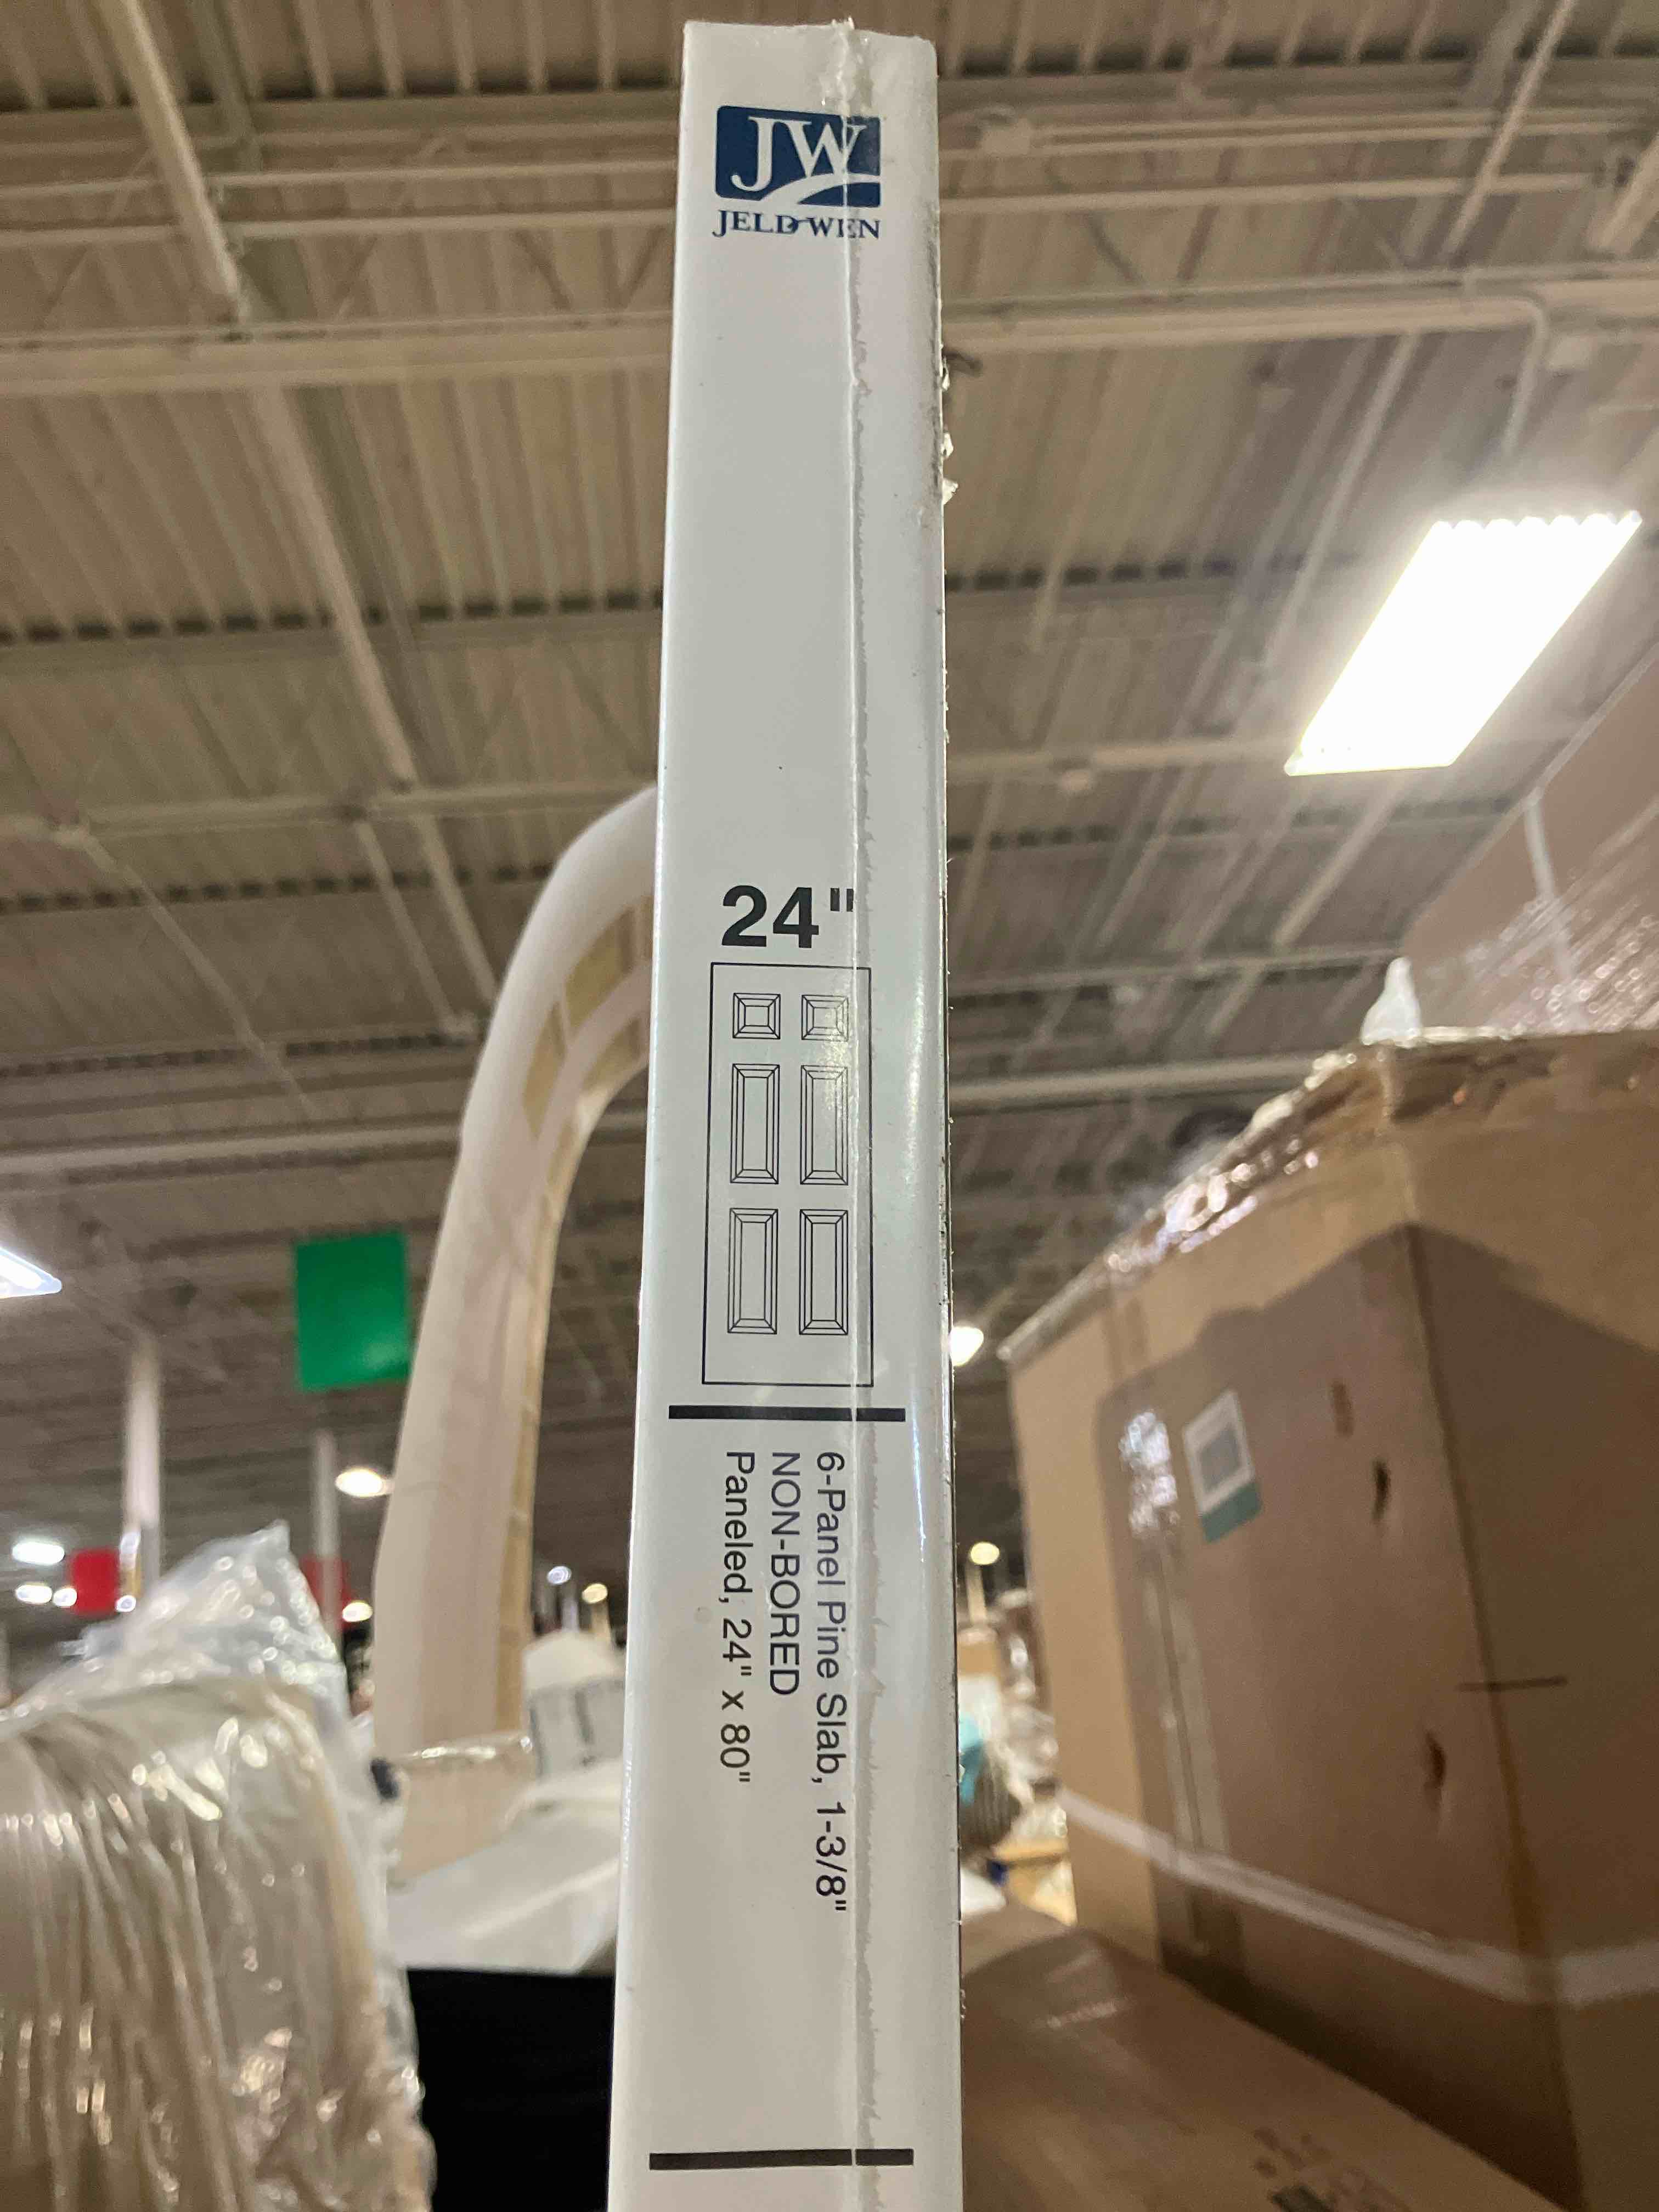 JW
JELD-WEN
24"
6-Panel Pine Slab, 1-3/8"
NON-BORED
Paneled, 24" x 80"